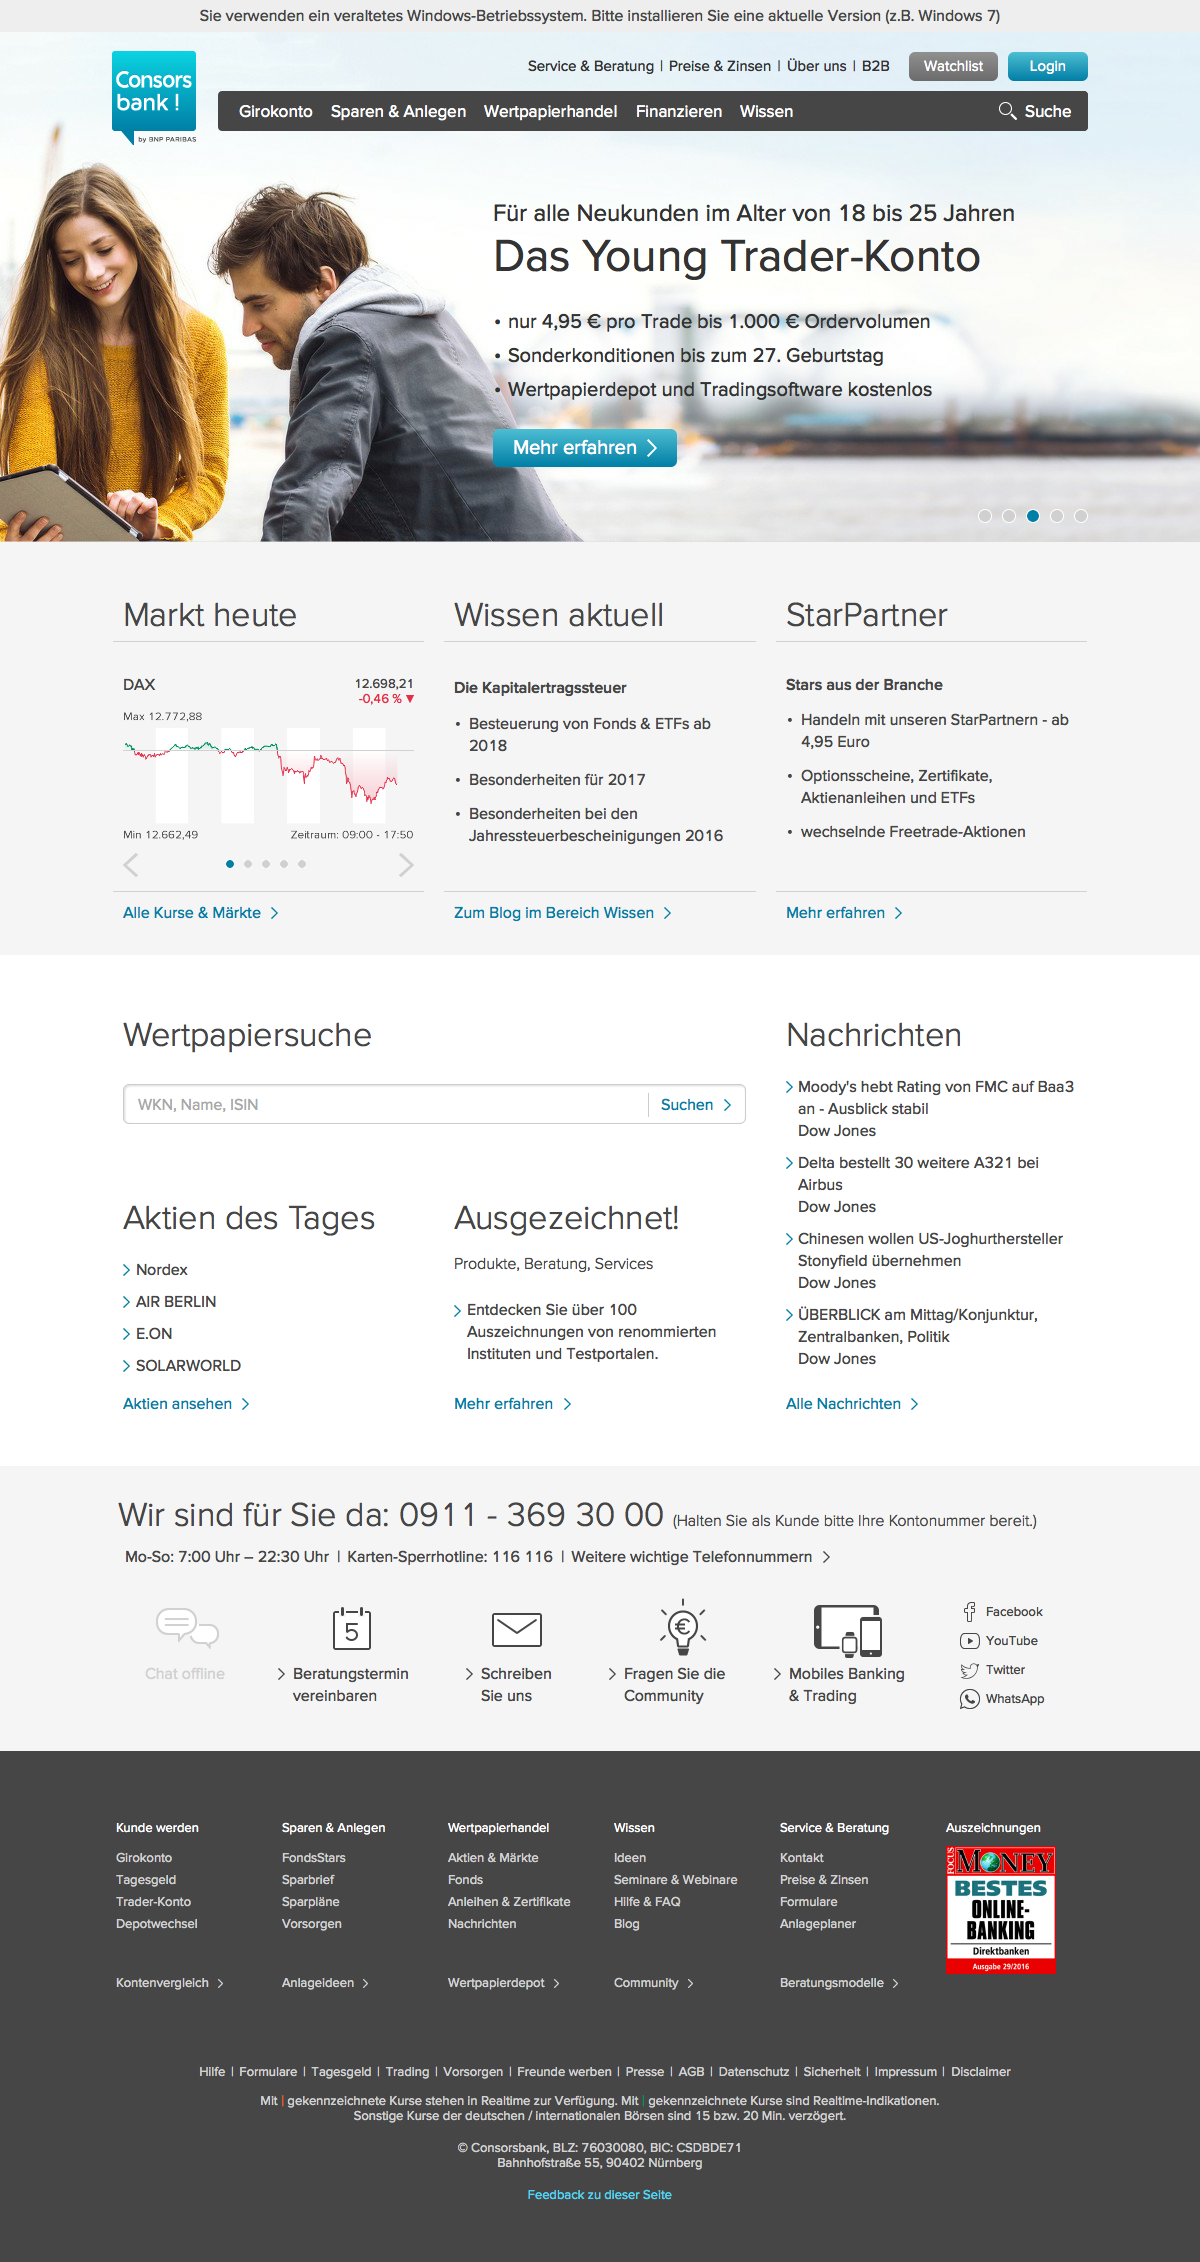 Sie verwenden ein veraltetes Windows-Betriebssystem. Bitte installieren Sie eine aktuelle Version (z.B. Windows 7)
Consors
bank !
by BNP PARIBAS
Service & Beratung | Preise & Zinsen | Über uns | B2B
Watchlist
Login
Girokonto
Sparen & Anlegen
Wertpapierhandel
Finanzieren
Wissen
Suche
Für alle Neukunden im Alter von 18 bis 25 Jahren
Das Young Trader-Konto
• nur 4,95 € pro Trade bis 1.000 € Ordervolumen
• Sonderkonditionen bis zum 27. Geburtstag
• Wertpapierdepot und Tradingsoftware kostenlos
Mehr erfahren
Markt heute
DAX
12.698,21
-0,46 %
Max 12.772,88
Min 12.662,49
Zeitraum: 09:00 - 17:50
Alle Kurse & Märkte
Wissen aktuell
Die Kapitalertragssteuer
• Besteuerung von Fonds & ETFs ab
2018
• Besonderheiten für 2017
• Besonderheiten bei den
Jahressteuerbescheinigungen 2016
Zum Blog im Bereich Wissen
StarPartner
Stars aus der Branche
• Handeln mit unseren StarPartnern - ab
4,95 Euro
• Optionsscheine, Zertifikate,
Aktienanleihen und ETFs
• wechselnde Freetrade-Aktionen
Mehr erfahren
Wertpapiersuche
WKN, Name, ISIN
Suchen
Aktien des Tages
Nordex
AIR BERLIN
E.ON
SOLARWORLD
Aktien ansehen
Ausgezeichnet!
Produkte, Beratung, Services
Entdecken Sie über 100
Auszeichnungen von renommierten
Instituten und Testportalen.
Mehr erfahren
Nachrichten
Moody's hebt Rating von FMC auf Baa3
an - Ausblick stabil
Dow Jones
Delta bestellt 30 weitere A321 bei
Airbus
Dow Jones
Chinesen wollen US-Joghurthersteller
Stonyfield übernehmen
Dow Jones
ÜBERBLICK am Mittag/Konjunktur,
Zentralbanken, Politik
Dow Jones
Alle Nachrichten
Wir sind für Sie da: 0911 - 369 30 00 (Halten Sie als Kunde bitte Ihre Kontonummer bereit.)
Mo-So: 7:00 Uhr – 22:30 Uhr | Karten-Sperrhotline: 116 116 | Weitere wichtige Telefonnummern
Chat offline
5
Beratungstermin
vereinbaren
Schreiben
Sie uns
€
Fragen Sie die
Community
Mobiles Banking
& Trading
Facebook
YouTube
Twitter
WhatsApp
Kunde werden
Girokonto
Tagesgeld
Trader-Konto
Depotwechsel
Kontenvergleich
Sparen & Anlegen
FondsStars
Sparbrief
Sparpläne
Vorsorgen
Anlageideen
Wertpapierhandel
Aktien & Märkte
Fonds
Anleihen & Zertifikate
Nachrichten
Wertpapierdepot
Wissen
Ideen
Seminare & Webinare
Hilfe & FAQ
Blog
Community
Service & Beratung
Kontakt
Preise & Zinsen
Formulare
Anlageplaner
Beratungsmodelle
Auszeichnungen
FOCUS
MONEY
BESTES
ONLINE-
BANKING
Direktbanken
Ausgabe 29/2016
Hilfe | Formulare | Tagesgeld | Trading | Vorsorgen | Freunde werben | Presse | AGB | Datenschutz | Sicherheit | Impressum | Disclaimer
Mit | gekennzeichnete Kurse stehen in Realtime zur Verfügung. Mit | gekennzeichnete Kurse sind Realtime-Indikationen.
Sonstige Kurse der deutschen / internationalen Börsen sind 15 bzw. 20 Min. verzögert.
© Consorsbank, BLZ: 76030080, BIC: CSDBDE71
Bahnhofstraße 55, 90402 Nürnberg
Feedback zu dieser Seite